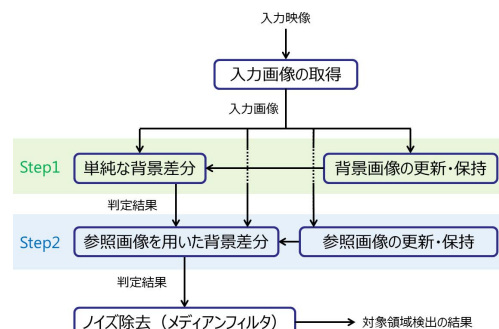 入力映像
入力画像の取得
入力画像
Step1
単純な背景差分
背景画像の更新・保持
判定結果
Step2
参照画像を用いた背景差分
参照画像の更新・保持
判定結果
ノイズ除去（メディアンフィルタ）
対象領域検出の結果